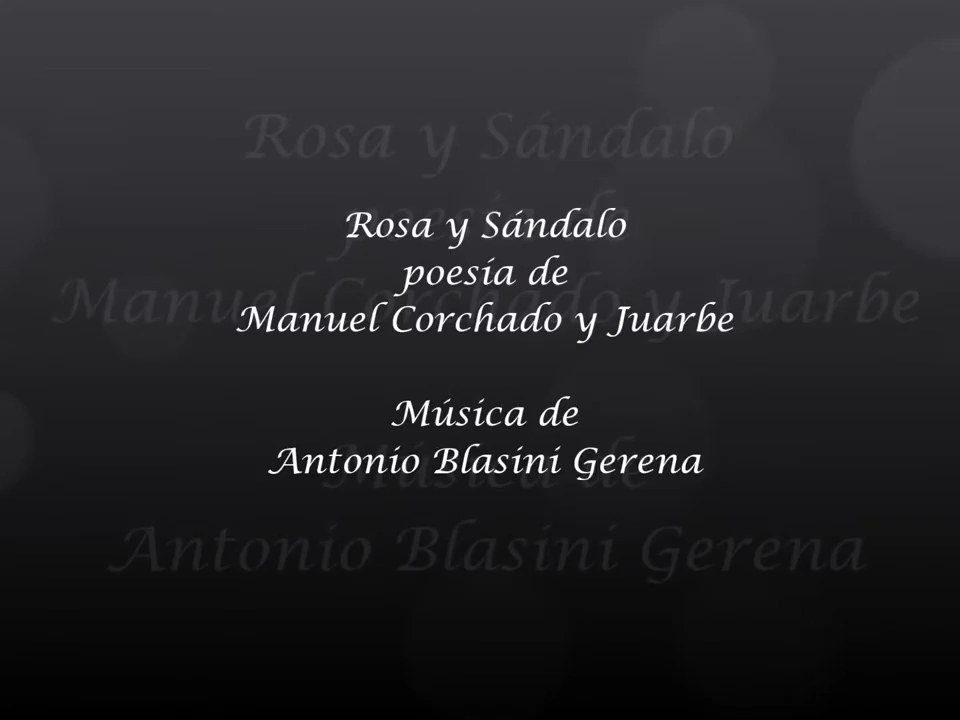 Rosa y Sándalo
poesía de
Manuel Corchado y Juarbe
Música de
Antonio Blasini Gerena